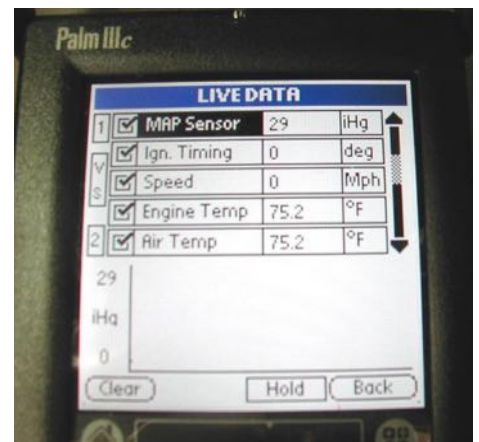 Palm IIIc
LIVE DATA
1 MAP Sensor 29 iHg
Ign. Timing 0 deg
VS Speed 0 Mph
Engine Temp 75.2 °F
2 Air Temp 75.2 °F
29
iHg
0
Clear Hold Back